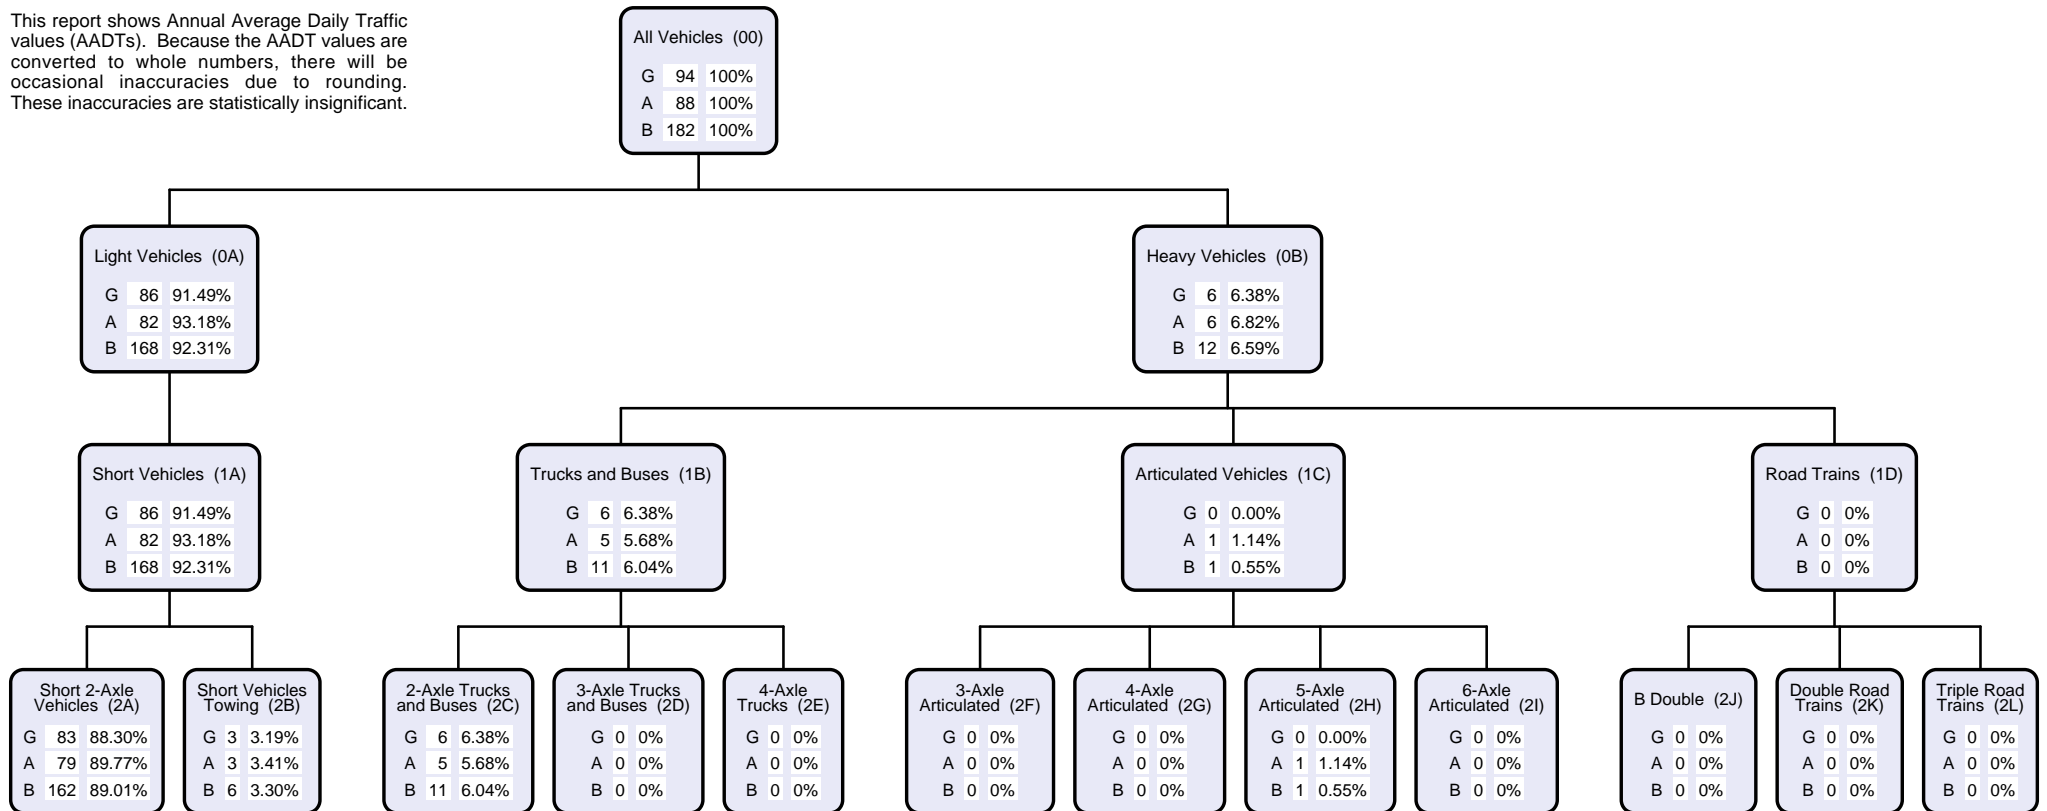 This report shows Annual Average Daily Traffic
values (AADTs). Because the AADT values are
converted to whole numbers, there will be
occasional inaccuracies due to rounding.
These inaccuracies are statistically insignificant.
All Vehicles (00)
G 94 100%
A 88 100%
B 182 100%
Light Vehicles (0A)
G 86 91.49%
A 82 93.18%
B 168 92.31%
Heavy Vehicles (0B)
G 6 6.38%
A 6 6.82%
B 12 6.59%
Short Vehicles (1A)
G 86 91.49%
A 82 93.18%
B 168 92.31%
Trucks and Buses (1B)
G 6 6.38%
A 5 5.68%
B 11 6.04%
Articulated Vehicles (1C)
G 0 0.00%
A 1 1.14%
B 1 0.55%
Road Trains (1D)
G 0 0%
A 0 0%
B 0 0%
Short 2-Axle
Vehicles (2A)
G 83 88.30%
A 79 89.77%
B 162 89.01%
Short Vehicles
Towing (2B)
G 3 3.19%
A 3 3.41%
B 6 3.30%
2-Axle Trucks
and Buses (2C)
G 6 6.38%
A 5 5.68%
B 11 6.04%
3-Axle Trucks
and Buses (2D)
G 0 0%
A 0 0%
B 0 0%
4-Axle
Trucks (2E)
G 0 0%
A 0 0%
B 0 0%
3-Axle
Articulated (2F)
G 0 0%
A 0 0%
B 0 0%
4-Axle
Articulated (2G)
G 0 0%
A 0 0%
B 0 0%
5-Axle
Articulated (2H)
G 0 0.00%
A 1 1.14%
B 1 0.55%
6-Axle
Articulated (2I)
G 0 0%
A 0 0%
B 0 0%
B Double (2J)
G 0 0%
A 0 0%
B 0 0%
Double Road
Trains (2K)
G 0 0%
A 0 0%
B 0 0%
Triple Road
Trains (2L)
G 0 0%
A 0 0%
B 0 0%